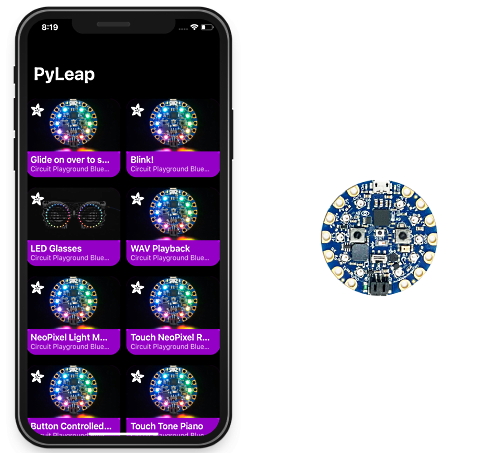 8:19
PyLeap
Glide on over to s...
Circuit Playground Blue...
Blink!
Circuit Playground Blue...
LED Glasses
Circuit Playground Blue...
WAV Playback
Circuit Playground Blue...
NeoPixel Light M...
Circuit Playground Blue...
Touch NeoPixel R...
Circuit Playground Blue...
Button Controlled...
Circuit Playground Blue...
Touch Tone Piano
Circuit Playground Blue...